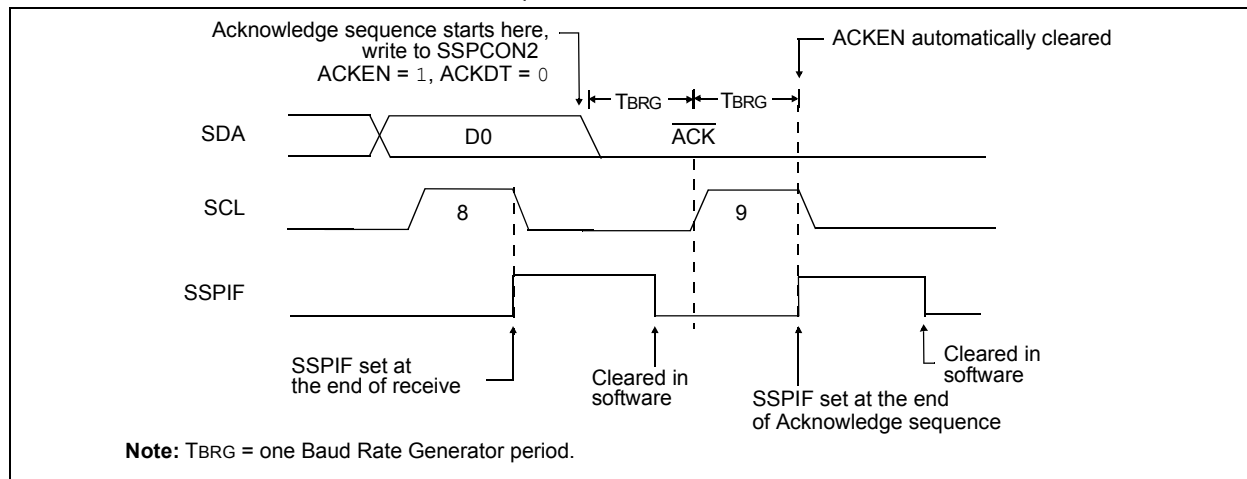 Acknowledge sequence starts here,
write to SSPCON2
ACKEN = 1, ACKDT = 0
ACKEN automatically cleared
TBRG
TBRG
SDA
D0
ACK
SCL
8
9
SSPIF
SSPIF set at
the end of receive
Cleared in
software
SSPIF set at the end
of Acknowledge sequence
Cleared in
software
Note: TBRG = one Baud Rate Generator period.